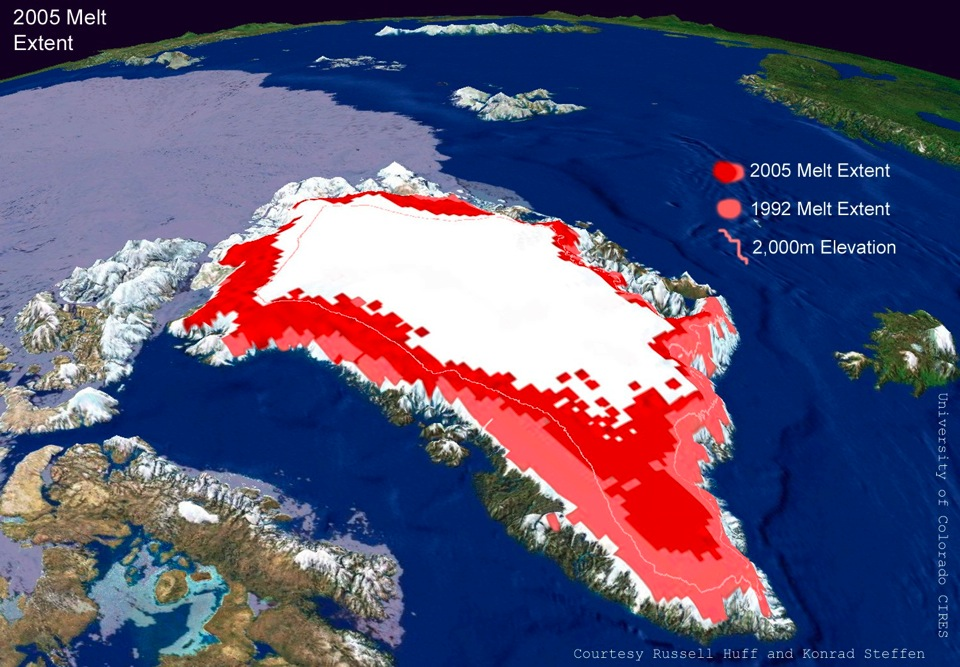 2005 Melt
Extent
2005 Melt Extent
1992 Melt Extent
2,000m Elevation
University of Colorado CIRES
Courtesy Russell Huff and Konrad Steffen